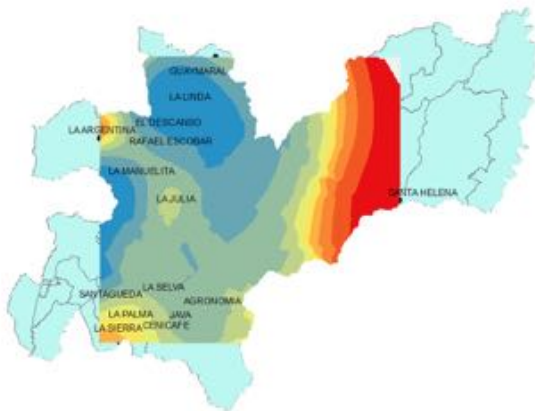 GUAYMARAL
LA LINDA
EL DESCANSO
LA ARGENTINA
RAFAEL ESCOBAR
LA MANUELITA
SANTA HELENA
LA JULIA
LA SELVA
SANTAGUEDA
AGRONOMIA
LA PALMA
JAVA
CENICAFE
LA SIERRA